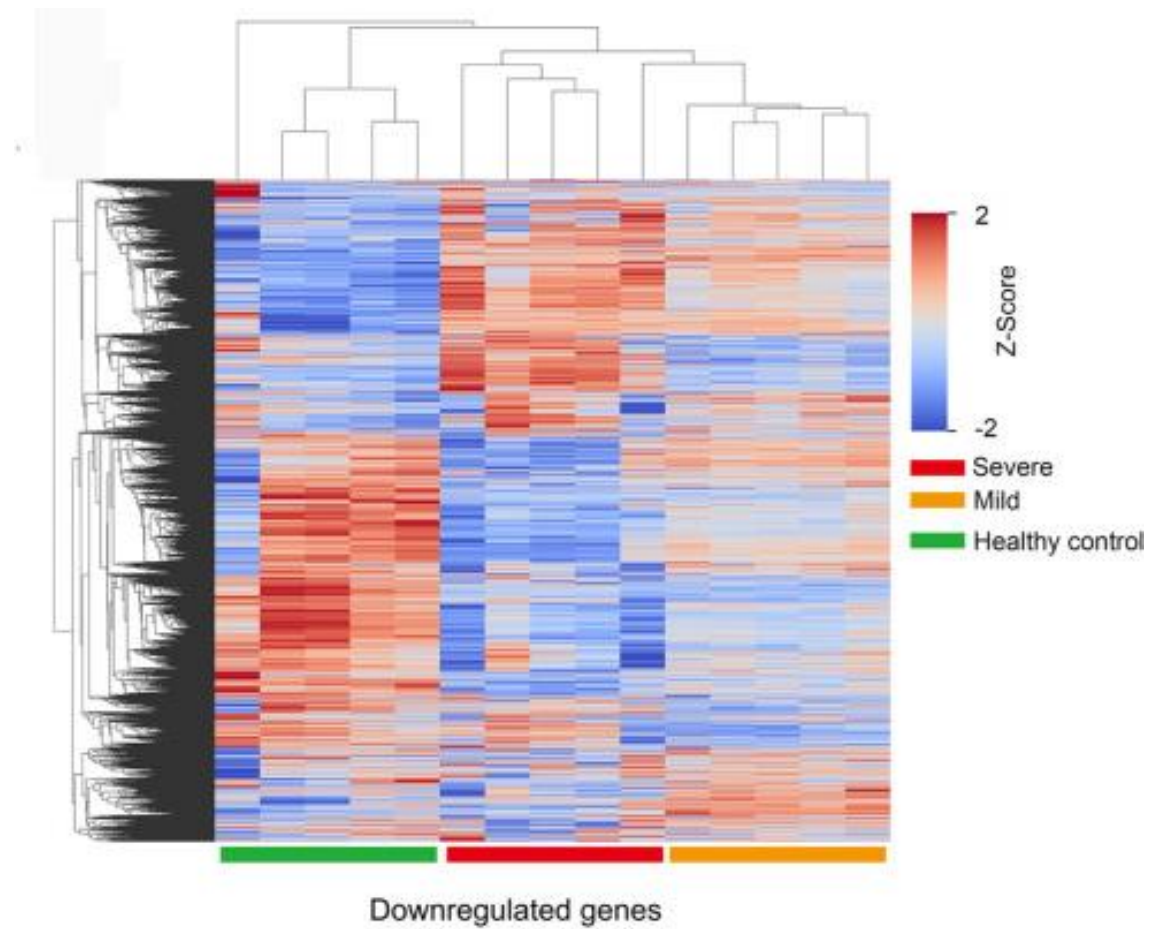 2
Z-Score
-2
Severe
Mild
Healthy control
Downregulated genes